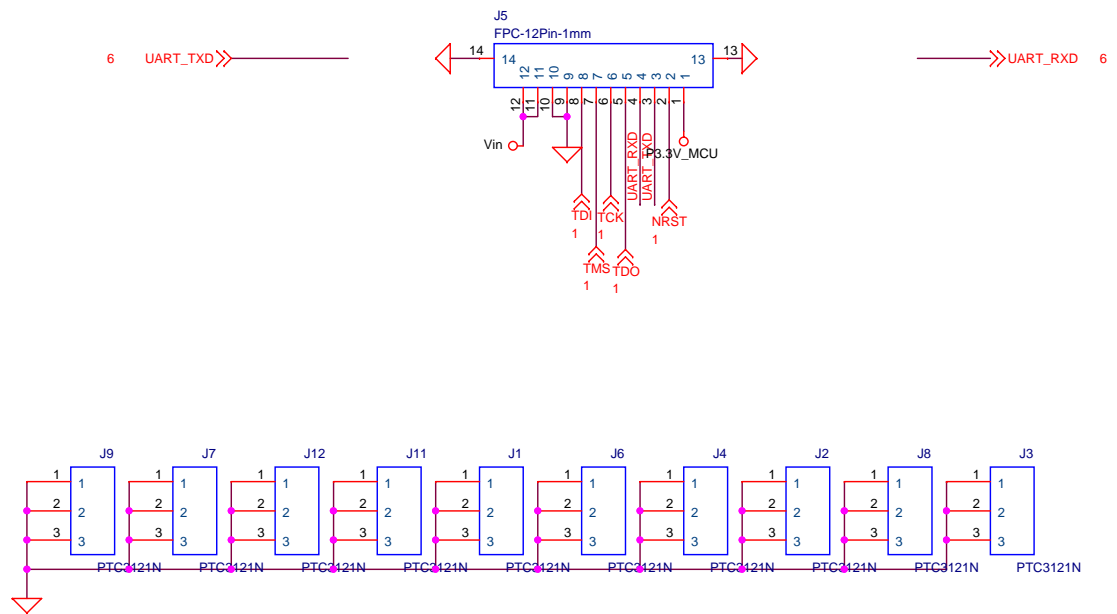 J5
FPC-12Pin-1mm
6 UART_TXD
14 14 13 13
UART_RXD 6
12 11 10 9 8 7 6 5 4 3 2 1
12 11 10 9 8 7 6 5 4 3 2 1
Vin
UART_RXD
UART_TXD
P3.3V_MCU
TDI TCK NRST
1 1 1
TMS TDO
1 1
J9 J7 J12 J11 J1 J6 J4 J2 J8 J3
1 1 1 1 1 1 1 1 1 1 1 1 1 1 1 1 1 1 1 1
2 2 2 2 2 2 2 2 2 2 2 2 2 2 2 2 2 2 2 2
3 3 3 3 3 3 3 3 3 3 3 3 3 3 3 3 3 3 3 3
PTC3121N PTC3121N PTC3121N PTC3121N PTC3121N PTC3121N PTC3121N PTC3121N PTC3121N PTC3121N